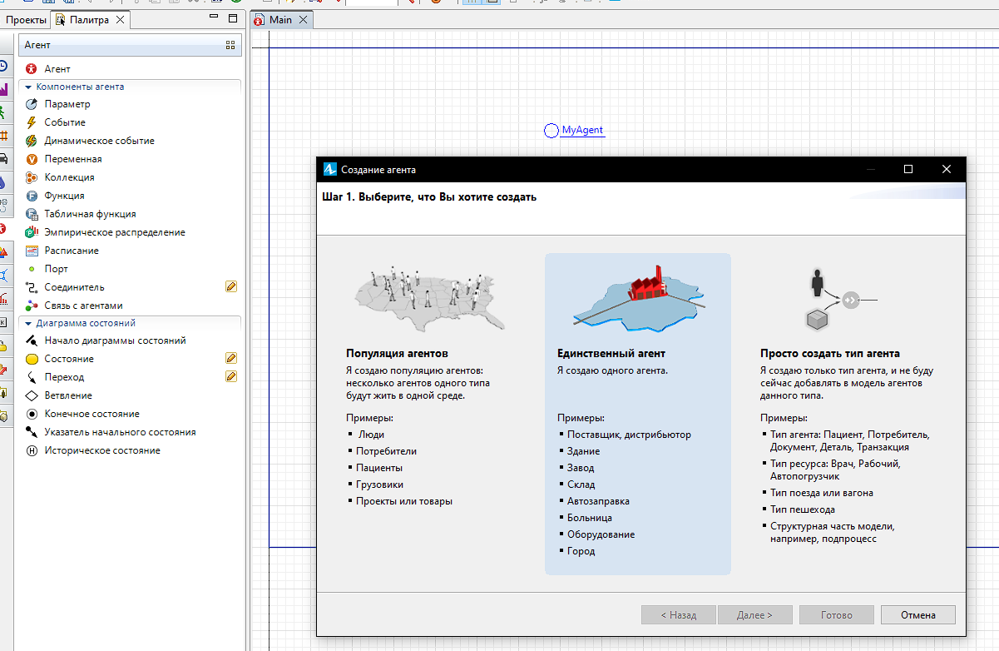 Проекты
Палитра
Main
Агент
Агент
Компоненты агента
Параметр
Событие
Динамическое событие
Переменная
Коллекция
Функция
Табличная функция
Эмпирическое распределение
Расписание
Порт
Соединитель
Связь с агентами
Диаграмма состояний
Начало диаграммы состояний
Состояние
Переход
Ветвление
Конечное состояние
Указатель начального состояния
Историческое состояние
MyAgent
Создание агента
Шаг 1. Выберите, что Вы хотите создать
Популяция агентов
Я создаю популяцию агентов:
несколько агентов одного типа
будут жить в одной среде.
Примеры:
Люди
Потребители
Пациенты
Грузовики
Проекты или товары
Единственный агент
Я создаю одного агента.
Примеры:
Поставщик, дистрибьютор
Здание
Завод
Склад
Автозаправка
Больница
Оборудование
Город
Просто создать тип агента
Я создаю только тип агента, и не буду
сейчас добавлять в модель агентов
данного типа.
Примеры:
Тип агента: Пациент, Потребитель,
Документ, Деталь, Транзакция
Тип ресурса: Врач, Рабочий,
Автопогрузчик
Тип поезда или вагона
Тип пешехода
Структурная часть модели,
например, подпроцесс
< Назад
Далее >
Готово
Отмена